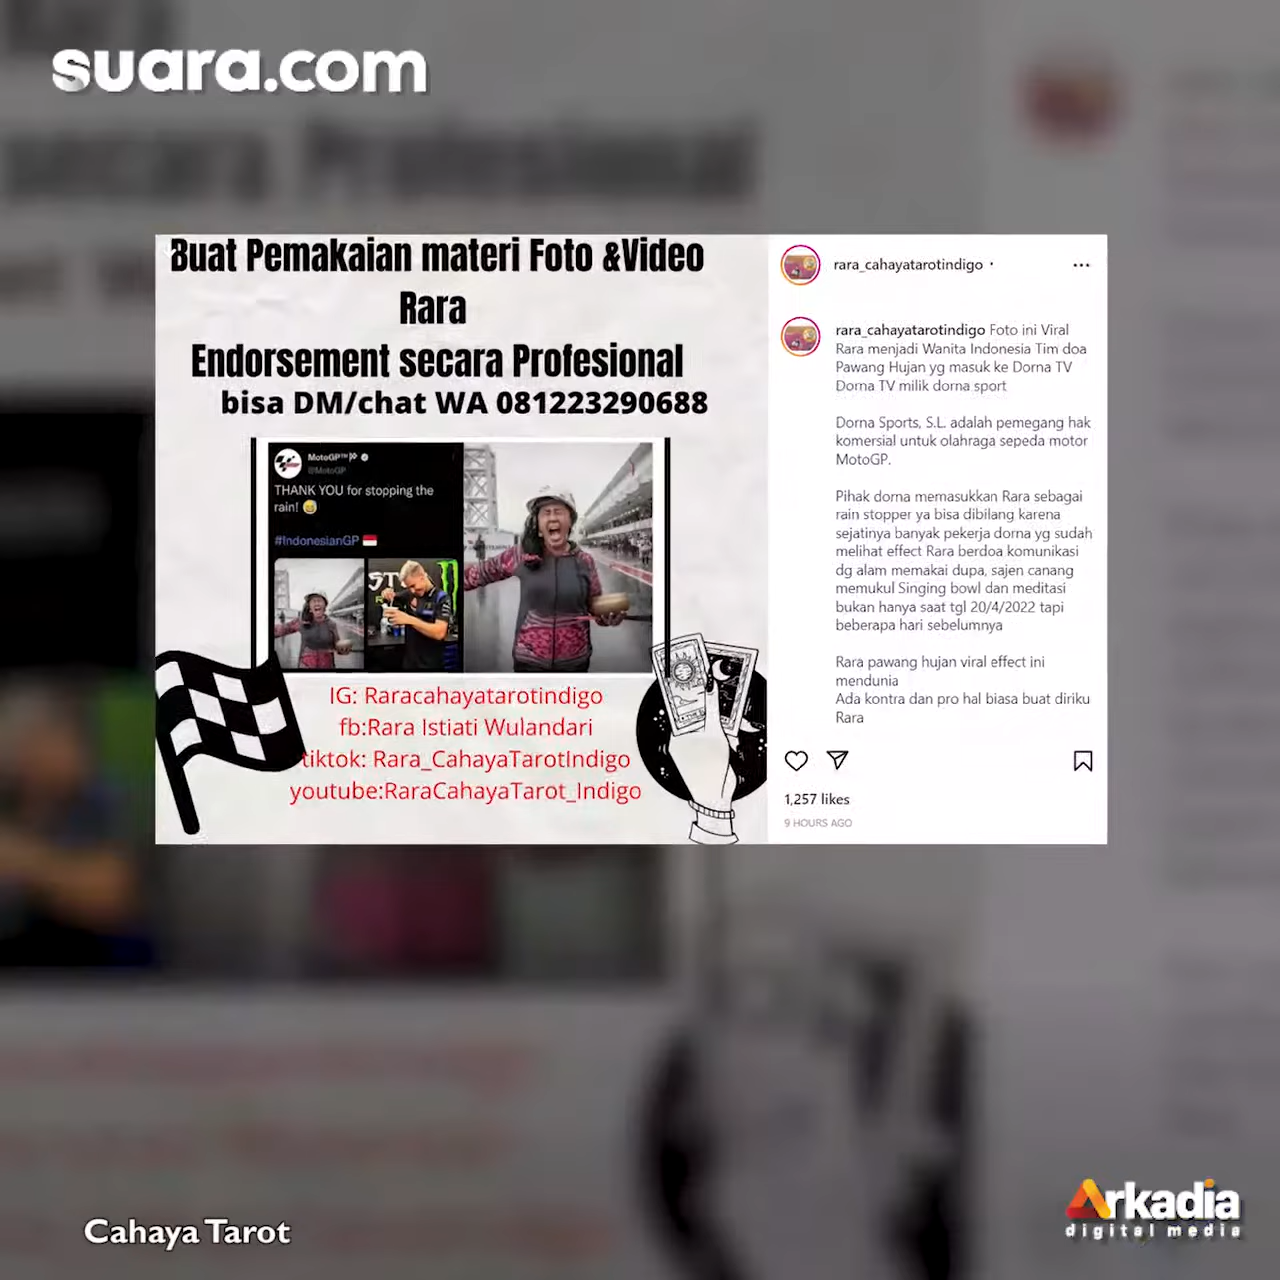 suara.com
Buat Pemakaian materi Foto &Video
Rara
Endorsement secara Profesional
bisa DM/chat WA 081223290688
MotoGP™
@MotoGP
THANK YOU for stopping the
rain!
#IndonesianGP
IG: Raracahayatarotindigo
fb:Rara Istiati Wulandari
tiktok: Rara_CahayaTarotIndigo
youtube:RaraCahayaTarot_Indigo
rara_cahayatarotindigo •
rara_cahayatarotindigo Foto ini Viral
Rara menjadi Wanita Indonesia Tim doa
Pawang Hujan yg masuk ke Dorna TV
Dorna TV milik dorna sport
Dorna Sports, S.L. adalah pemegang hak
komersial untuk olahraga sepeda motor
MotoGP.
Pihak dorna memasukkan Rara sebagai
rain stopper ya bisa dibilang karena
sejatinya banyak pekerja dorna yg sudah
melihat effect Rara berdoa komunikasi
dg alam memakai dupa, sajen canang
memukul Singing bowl dan meditasi
bukan hanya saat tgl 20/4/2022 tapi
beberapa hari sebelumnya
Rara pawang hujan viral effect ini
mendunia
Ada kontra dan pro hal biasa buat diriku
Rara
1,257 likes
9 HOURS AGO
Cahaya Tarot
Arkadia
digital media